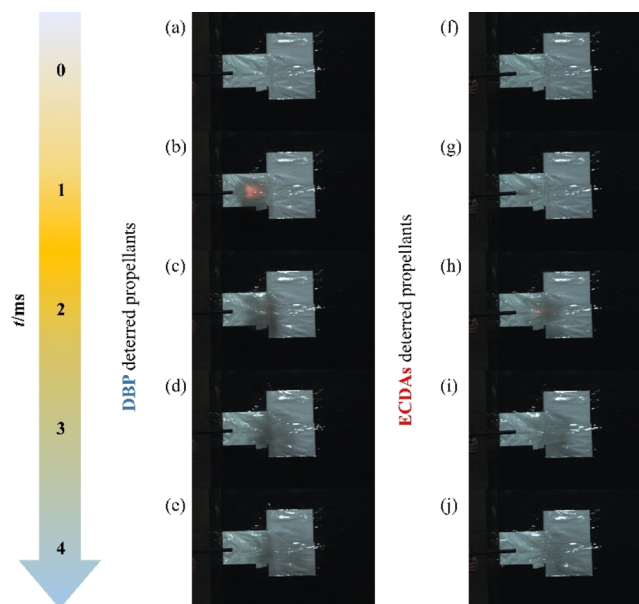 t/ms
0
1
2
3
4
DBP deterred propellants
(a)
(b)
(c)
(d)
(e)
ECDAs deterred propellants
(f)
(g)
(h)
(i)
(j)